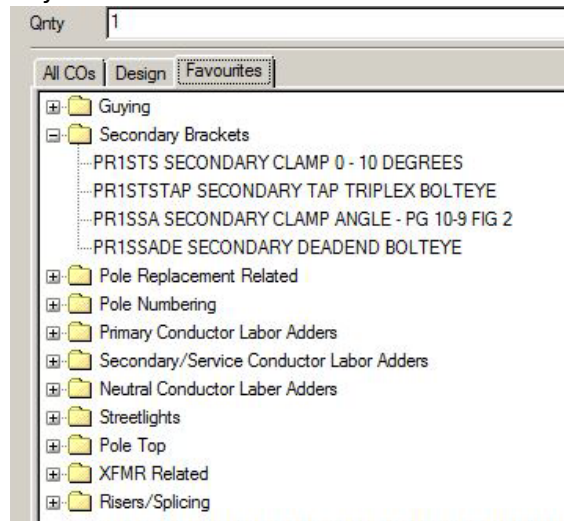 Qnty 1
All COs Design Favourites
Guying
Secondary Brackets
PR1STS SECONDARY CLAMP 0 - 10 DEGREES
PR1STSTAP SECONDARY TAP TRIPLEX BOLTEYE
PR1SSA SECONDARY CLAMP ANGLE - PG 10-9 FIG 2
PR1SSADE SECONDARY DEADEND BOLTEYE
Pole Replacement Related
Pole Numbering
Primary Conductor Labor Adders
Secondary/Service Conductor Labor Adders
Neutral Conductor Laber Adders
Streetlights
Pole Top
XFMR Related
Risers/Splicing